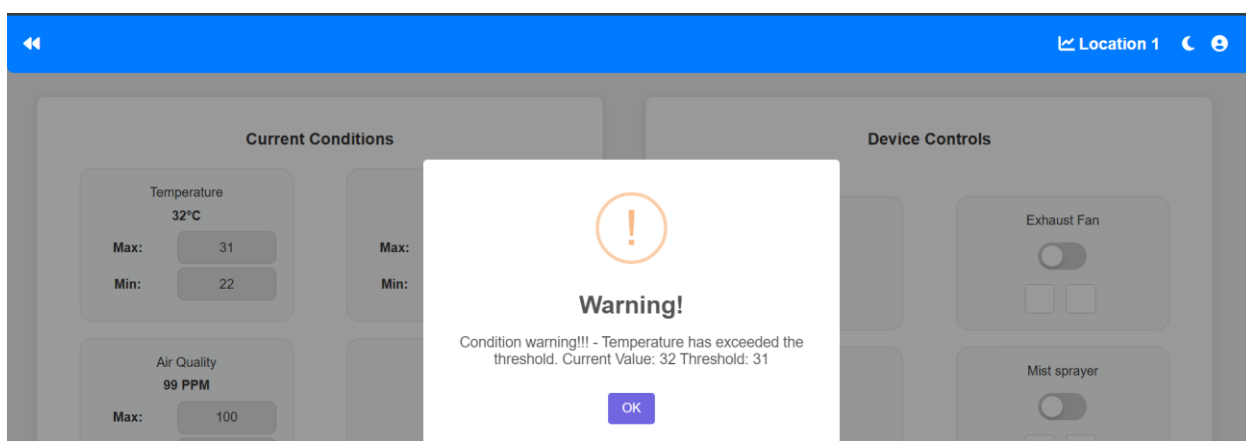 Location 1
Current Conditions
Device Controls
Temperature
32°C
Max: 31
Min: 22
Max:
Min:
Exhaust Fan
Warning!
Condition warning!!! - Temperature has exceeded the
threshold. Current Value: 32 Threshold: 31
OK
Air Quality
99 PPM
Max: 100
Mist sprayer